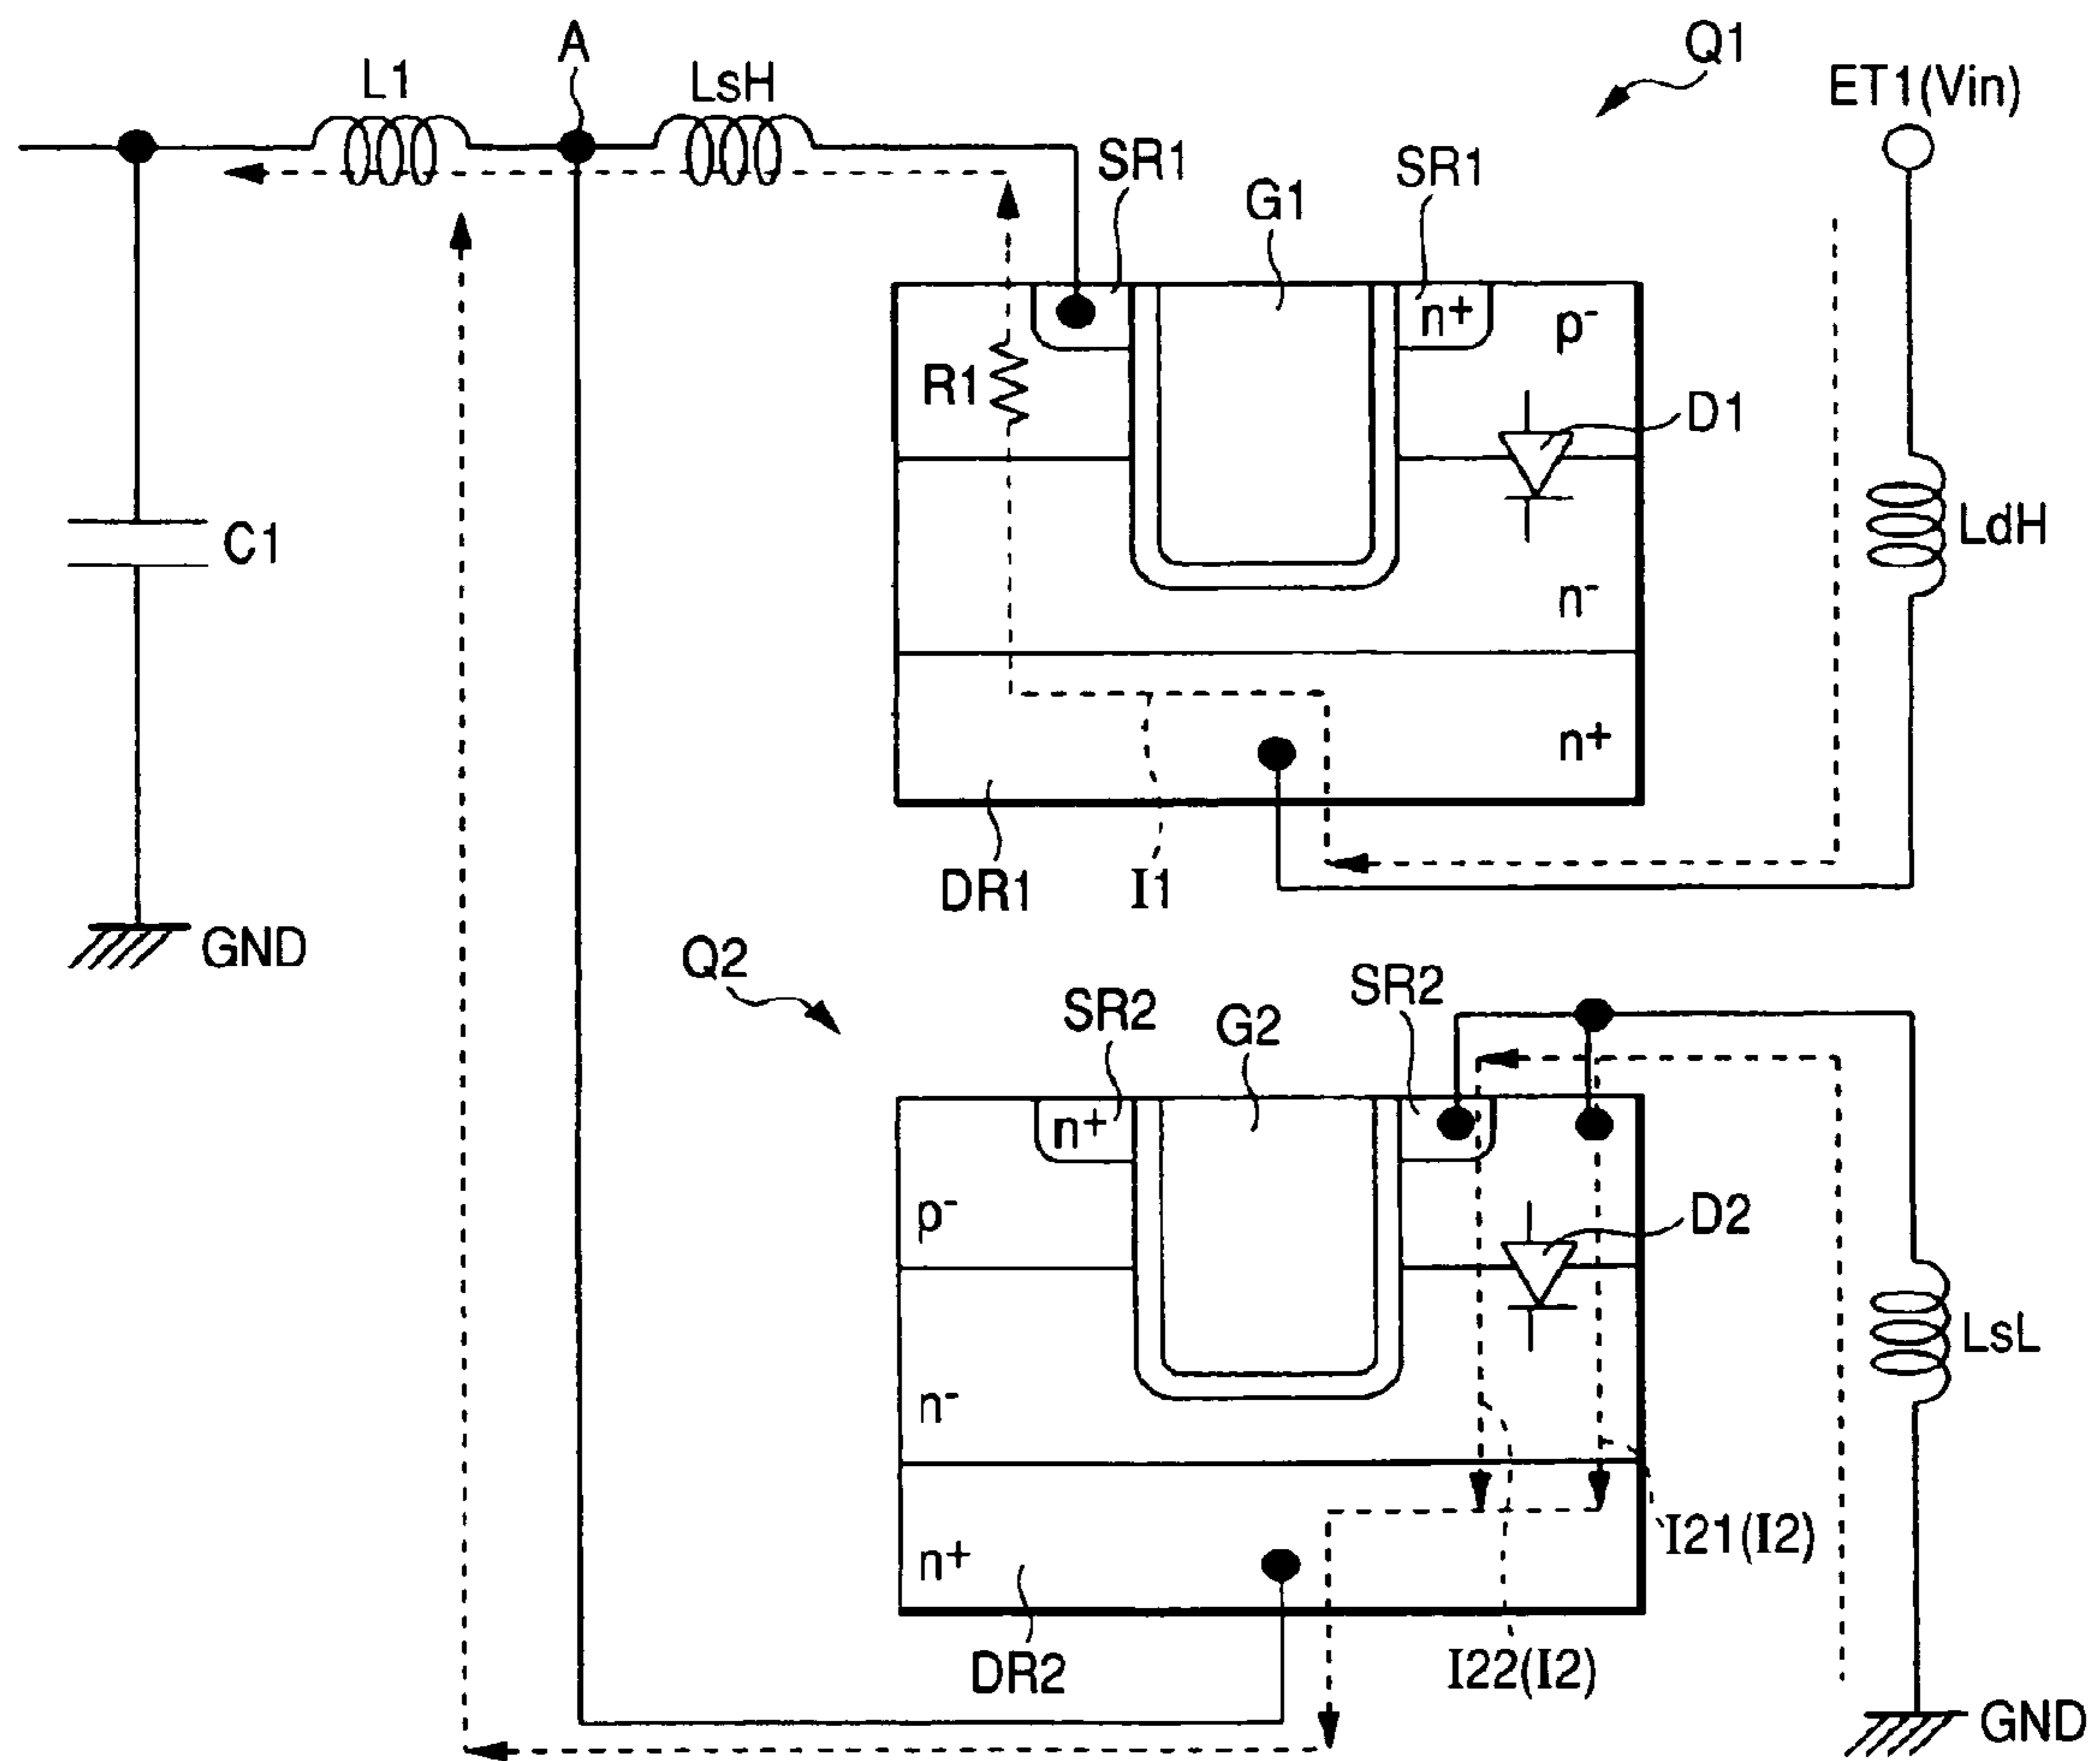 A
Q1
L1
LsH
ET1(Vin)
SR1
SR1
G1
n+
p-
R1
D1
C1
LdH
n-
n+
DR1
I1
GND
Q2
SR2
G2
SR2
n+
p-
D2
n-
LsL
n+
I21(I2)
DR2
I22(I2)
GND